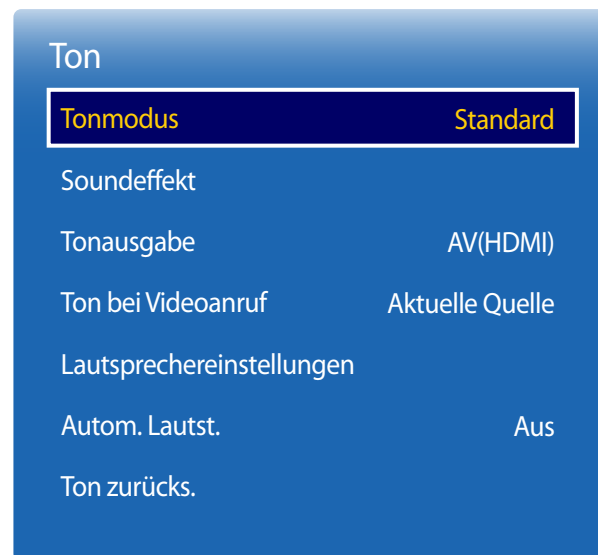 Ton
Tonmodus Standard
Soundeffekt
Tonausgabe AV(HDMI)
Ton bei Videoanruf Aktuelle Quelle
Lautsprechereinstellungen
Autom. Lautst. Aus
Ton zurücks.